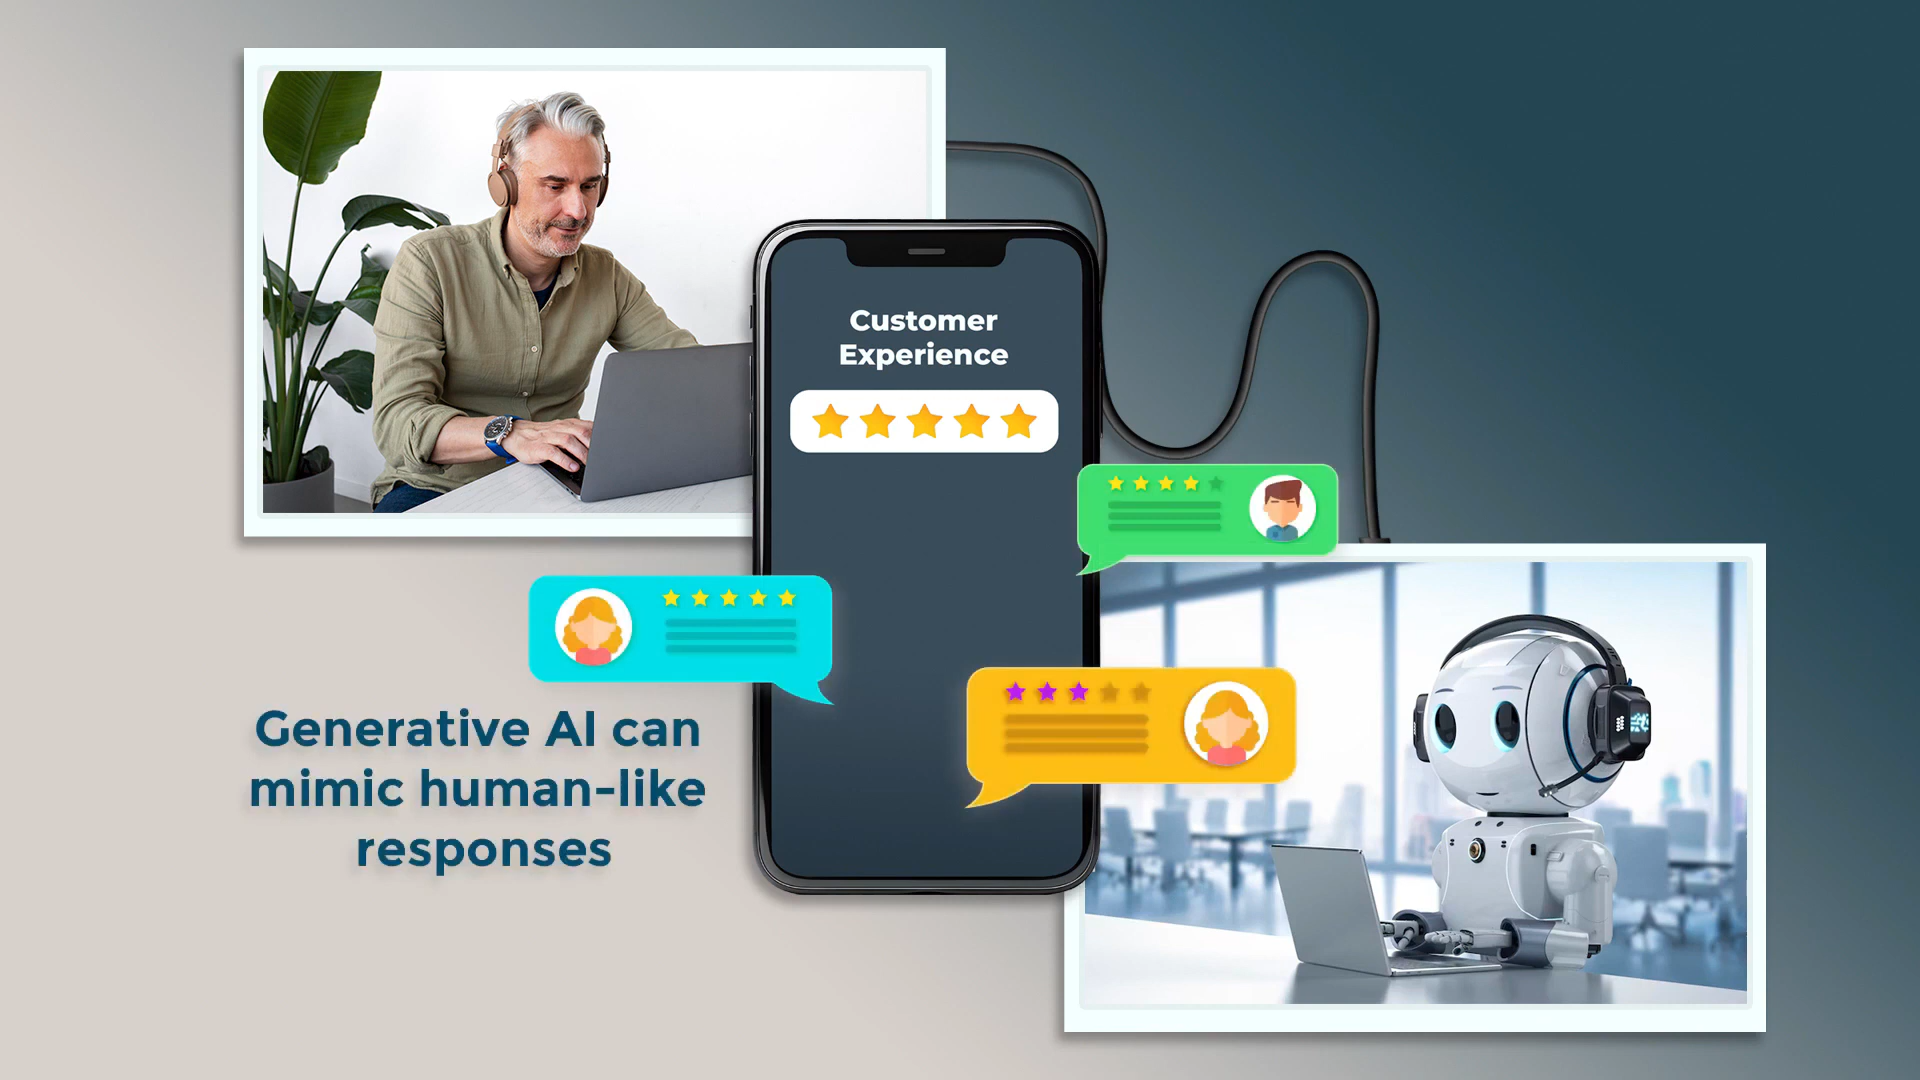 Customer
Experience
Generative AI can
mimic human-like
responses